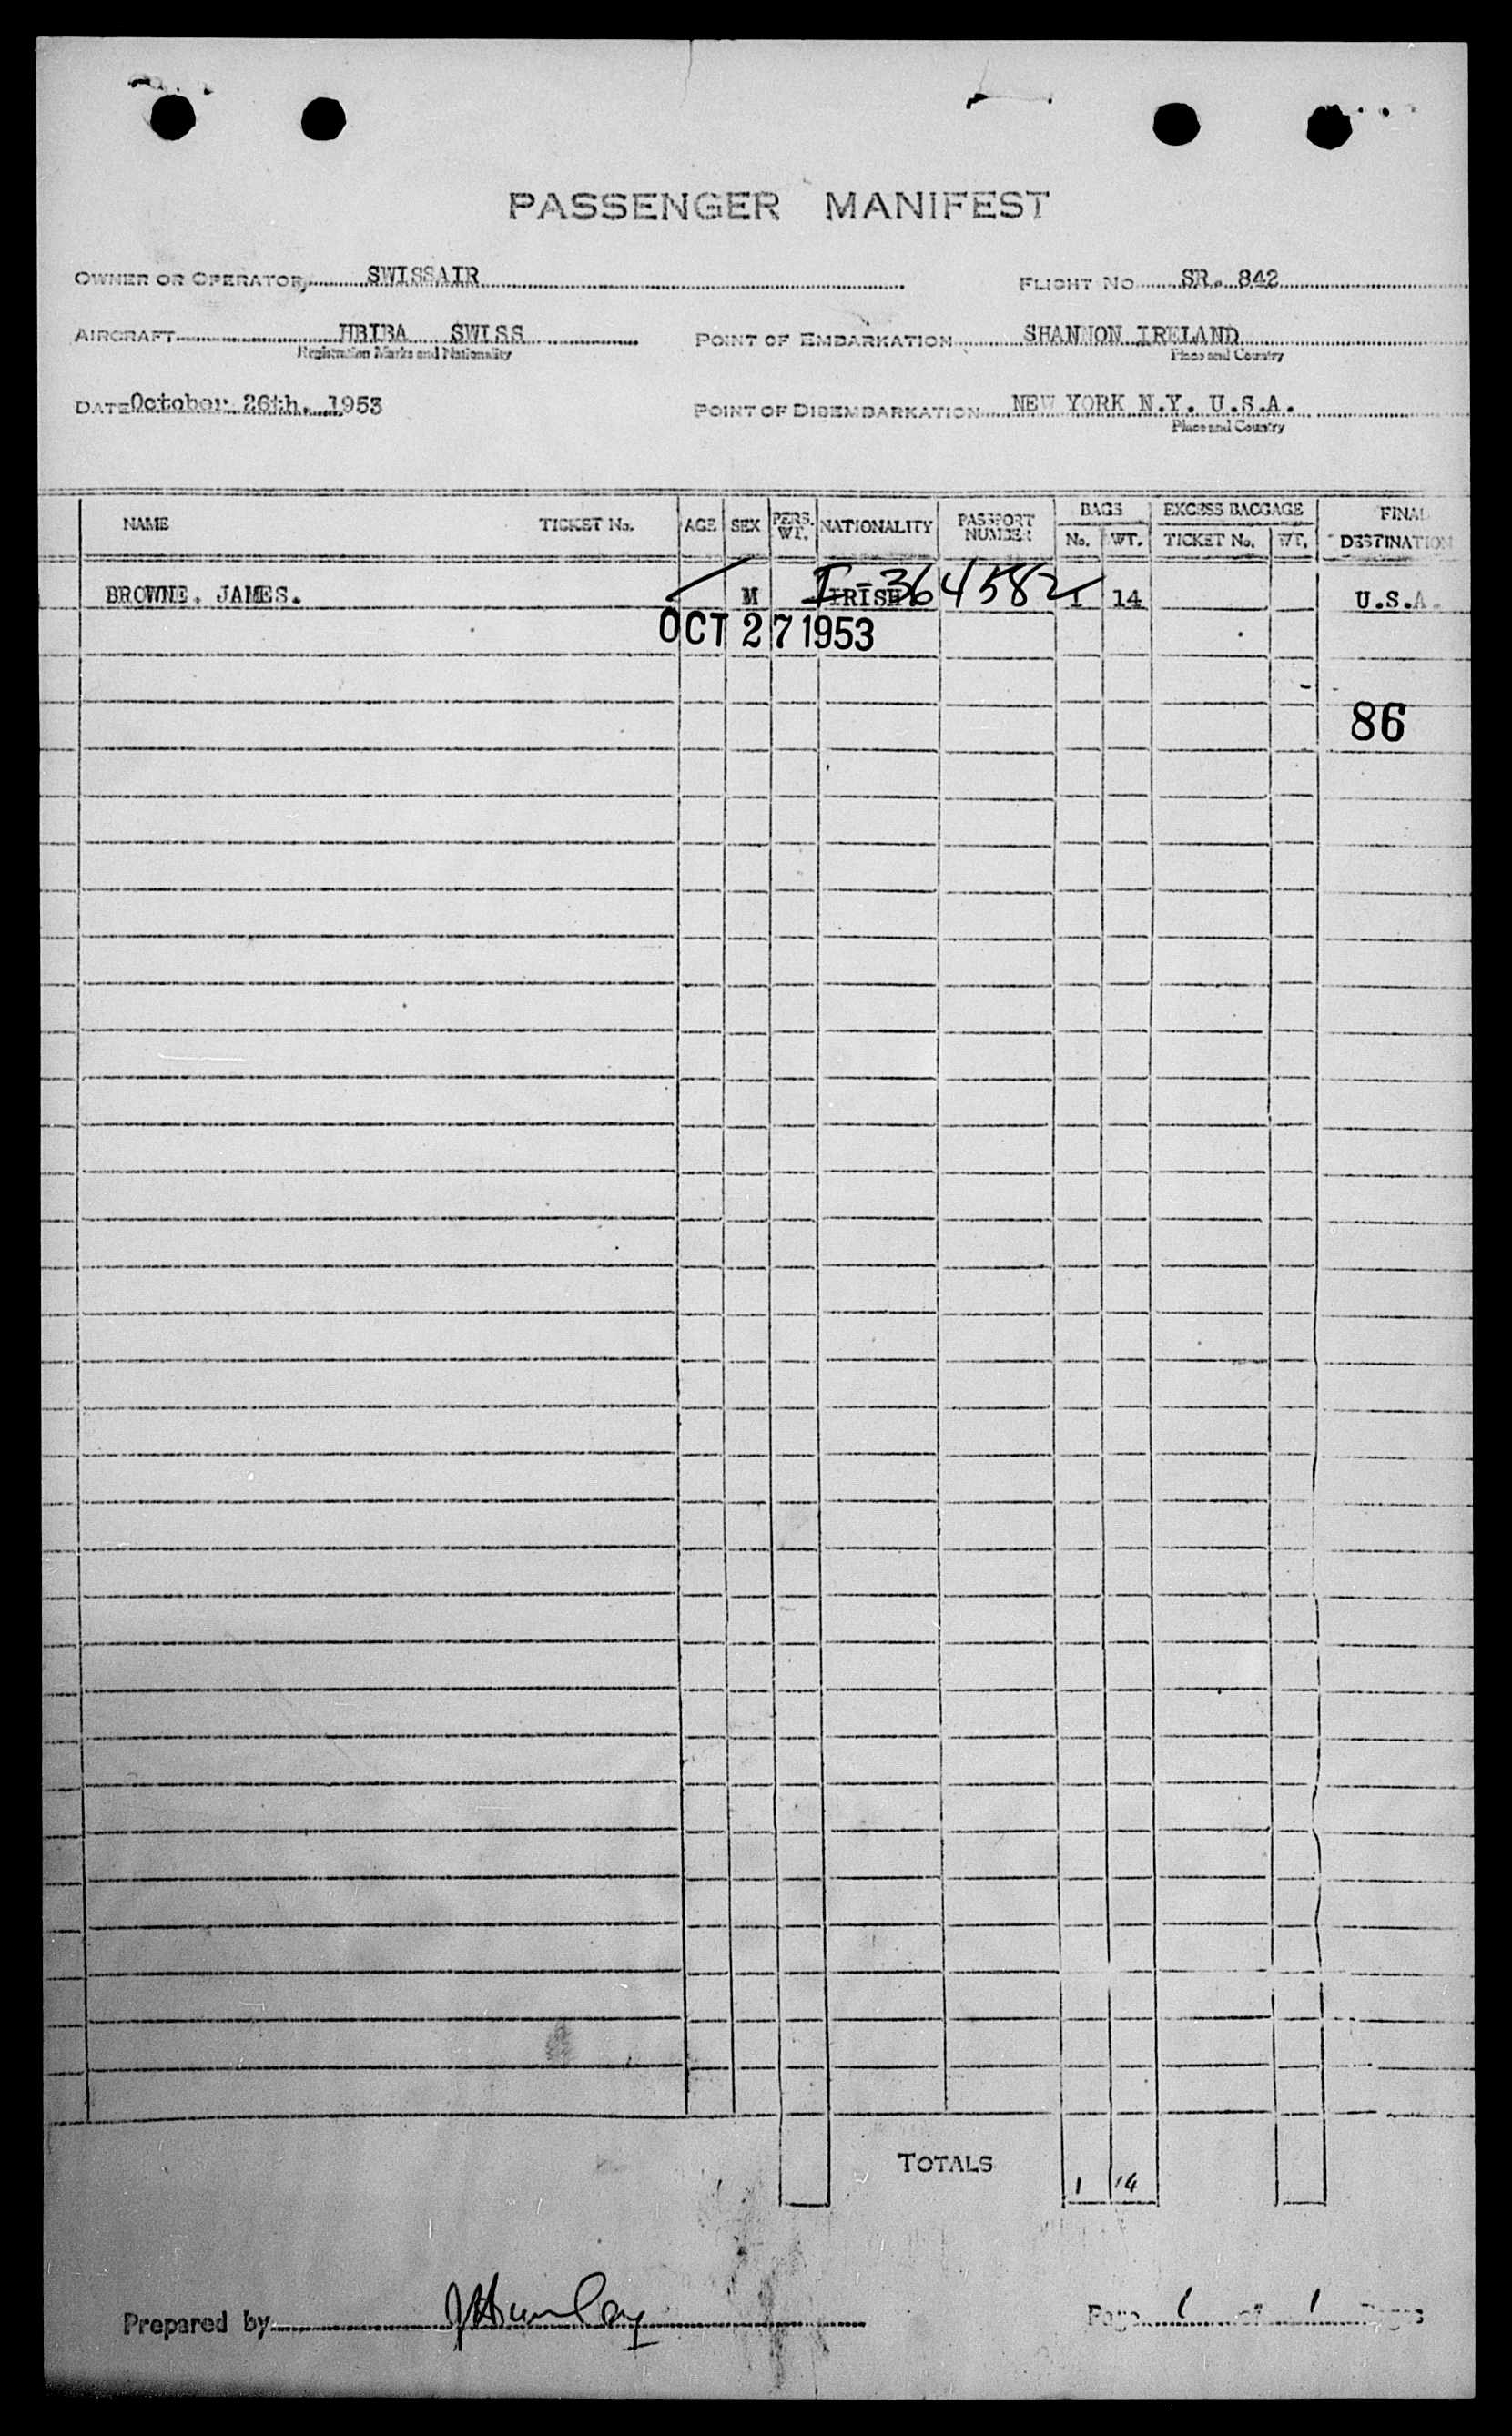 PASSENGER MANIFEST
OWNER OR OPERATOR, SWISSAIR FLIGHT NO SR. 842
AIRCRAFT HBIBA SWISS POINT OF EMBARKATION SHANNON IRELAND
Registration Marks and Nationality Place and Country
DATE October 26th. 1953 POINT OF DISEMBARKATION NEW YORK N.Y. U.S.A.
Place and Country
NAME TICKET No. AGE SEX PERS. WT. NATIONALITY PASSPORT NUMBER BAGS No. WT. EXCESS BAGGAGE TICKET No. WT. FINAL DESTINATION
I-364582
BROWNE. JAMES. M IRISH 1 14 U.S.A.
OCT 27 1953
86
TOTALS 1 14
Prepared by Page 1 of 1 Pages